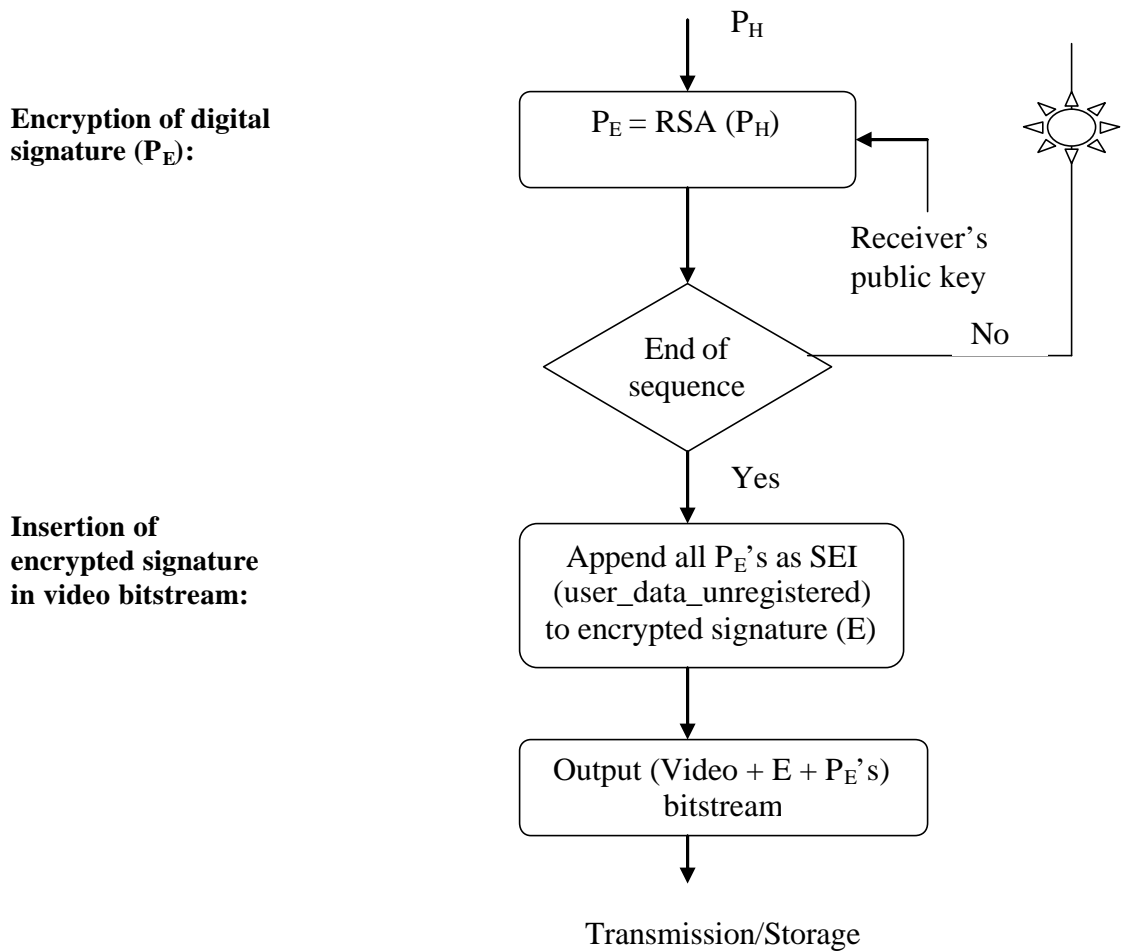 P_H
Encryption of digital
signature (P_E):
P_E = RSA (P_H)
Receiver’s
public key
No
End of
sequence
Yes
Insertion of
encrypted signature
in video bitstream:
Append all P_E’s as SEI
(user_data_unregistered)
to encrypted signature (E)
Output (Video + E + P_E’s)
bitstream
Transmission/Storage